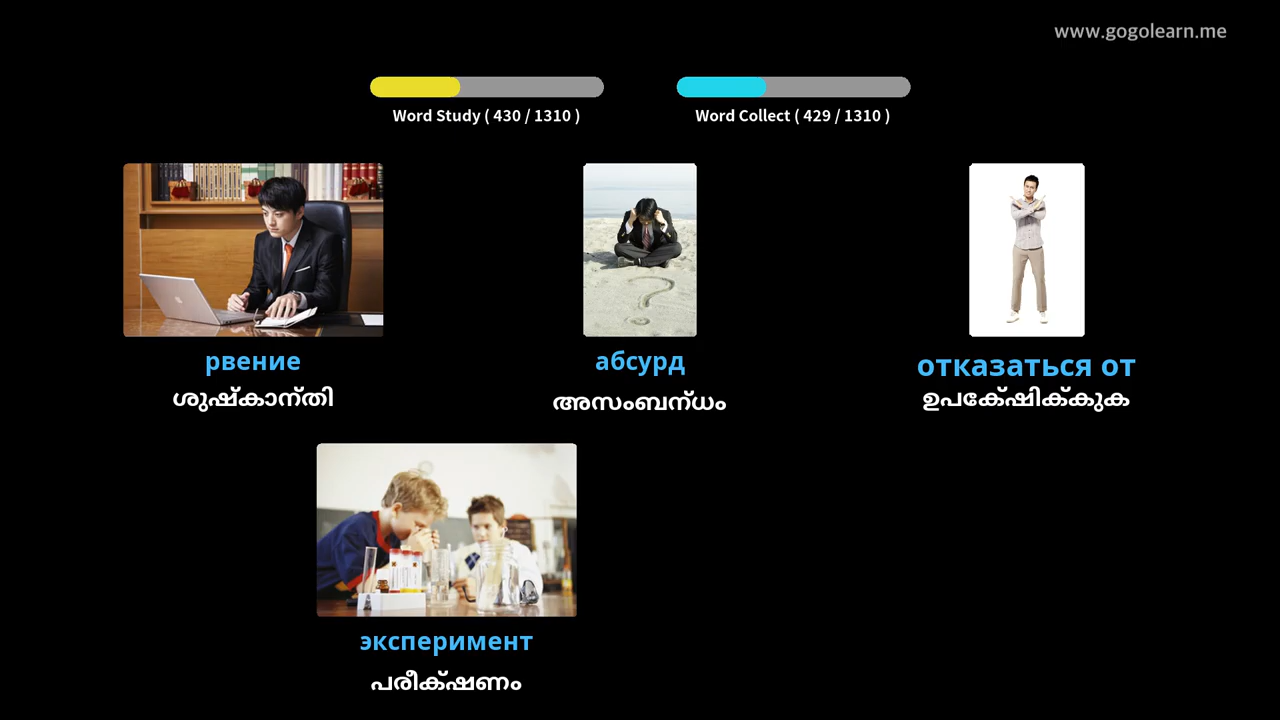 www.gogolearn.me
Word Study ( 430 / 1310 )
Word Collect ( 429 / 1310 )
рвение
абсурд
отказаться от
ശുഷ്കാന്തി
അസംബന്ധം
ഉപേക്ഷിക്കുക
эксперимент
പരീക്ഷണം